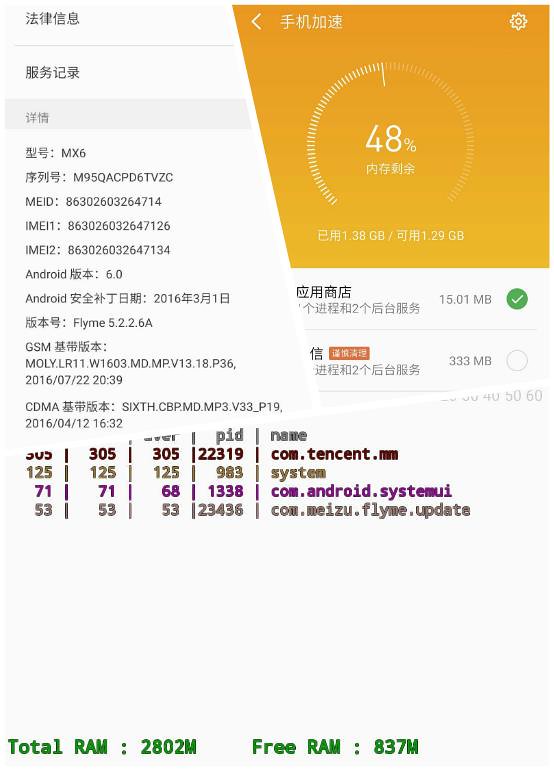 法律信息
服务记录
详情
型号：MX6
序列号：M95QACPD6TVZC
MEID：86302603264714
IMEI1：863026032647126
IMEI2：863026032647134
Android 版本：6.0
Android 安全补丁日期：2016年3月1日
版本号：Flyme 5.2.2.6A
GSM 基带版本：
MOLY.LR11.W1603.MD.MP.V13.18.P36,
2016/07/22 20:39
CDMA 基带版本：SIXTH.CBP.MD.MP3.V33_P19,
2016/04/12 16:32
手机加速
48%
内存剩余
已用1.38 GB / 可用1.29 GB
应用商店
个进程和2个后台服务
15.01 MB
信 谨慎清理
进程和2个后台服务
333 MB
30 40 50 60
| aver | pid | name
305 | 305 | 305 |22319 | com.tencent.mm
125 | 125 | 125 | 983 | system
71 | 71 | 68 | 1338 | com.android.systemui
53 | 53 | 53 |23436 | com.meizu.flyme.update
Total RAM : 2802M Free RAM : 837M